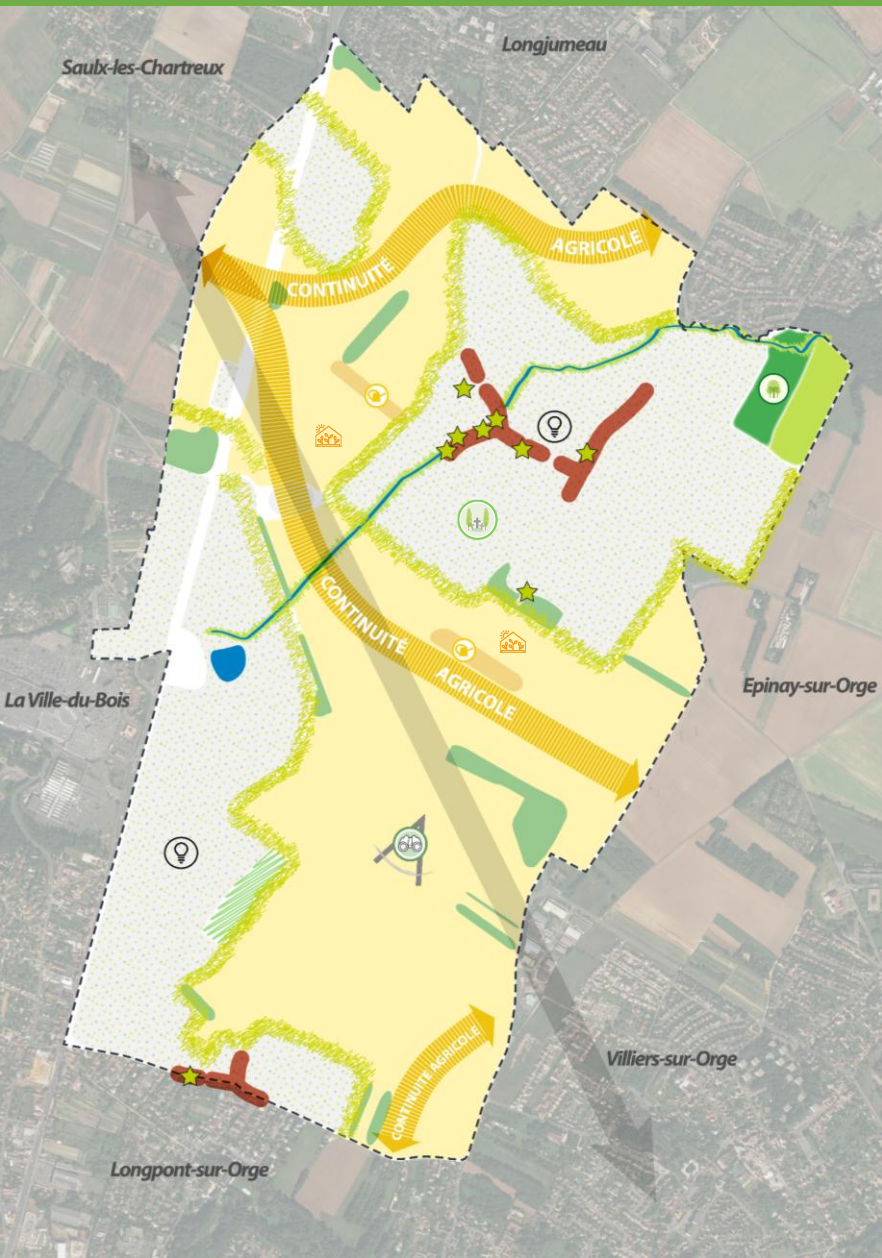 Longjumeau
Saulx-les-Chartreux
CONTINUITÉ
AGRICOLE
CONTINUITÉ
AGRICOLE
La Ville-du-Bois
Epinay-sur-Orge
CONTINUITE AGRICOLE
Villiers-sur-Orge
Longpont-sur-Orge